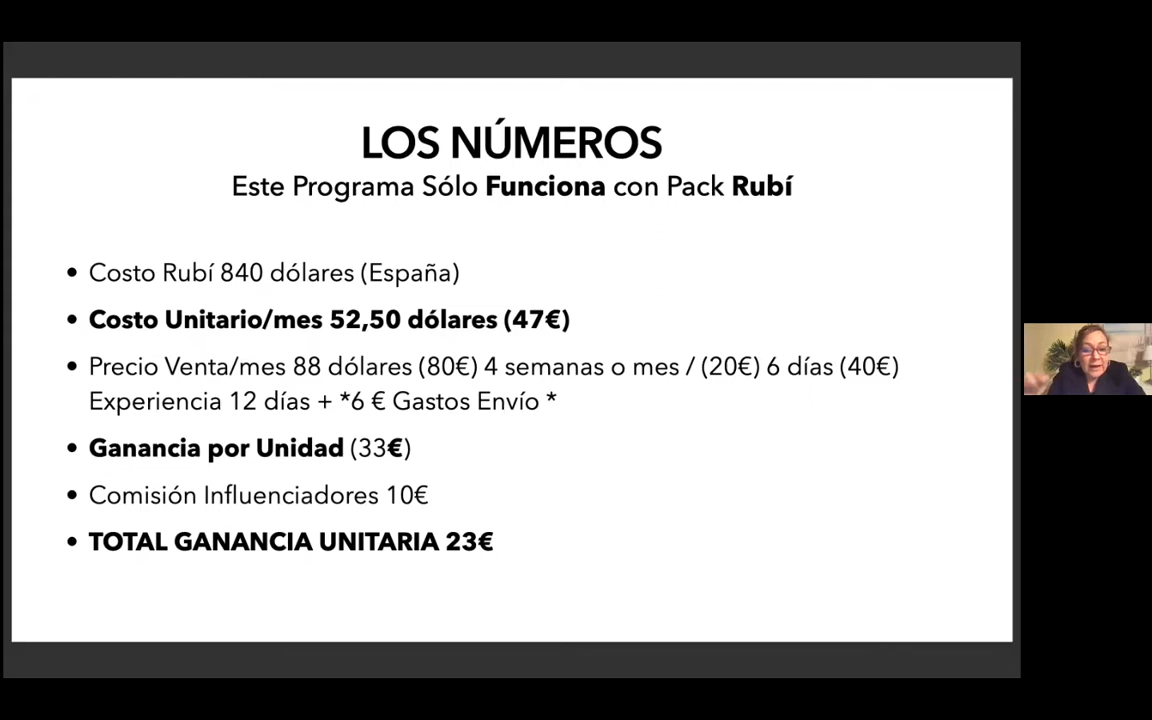 LOS NÚMEROS
Este Programa Sólo Funciona con Pack Rubí
• Costo Rubí 840 dólares (España)
• Costo Unitario/mes 52,50 dólares (47€)
• Precio Venta/mes 88 dólares (80€) 4 semanas o mes / (20€) 6 días (40€)
Experiencia 12 días + *6 € Gastos Envío *
• Ganancia por Unidad (33€)
• Comisión Influenciadores 10€
• TOTAL GANANCIA UNITARIA 23€